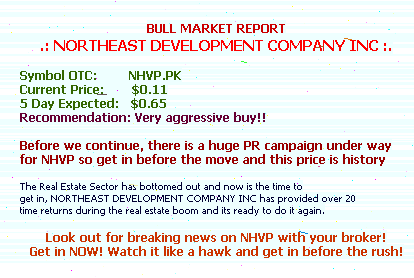 BULL MARKET REPORT
.: NORTHEAST DEVELOPMENT COMPANY INC :.
Symbol OTC: NHVP.PK
Current Price: $0.11
5 Day Expected: $0.65
Recommendation: Very aggressive buy!!
Before we continue, there is a huge PR campaign under way
for NHVP so get in before the move and this price is history
The Real Estate Sector has bottomed out and now is the time to
get in, NORTHEAST DEVELOPMENT COMPANY INC has provided over 20
time returns during the real estate boom and its ready to do it again.
Look out for breaking news on NHVP with your broker!
Get in NOW! Watch it like a hawk and get in before the rush!